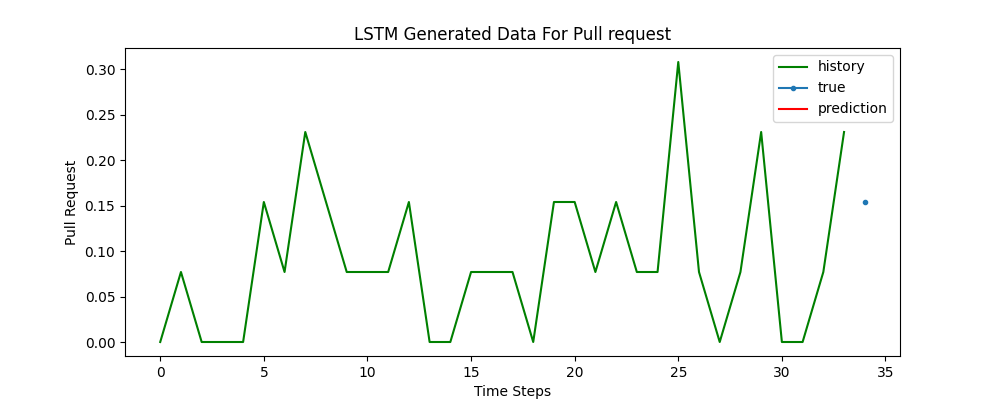 LSTM Generated Data For Pull request
history
true
prediction
0.30
0.25
0.20
0.15
0.10
0.05
0.00
Pull Request
0 5 10 15 20 25 30 35
Time Steps